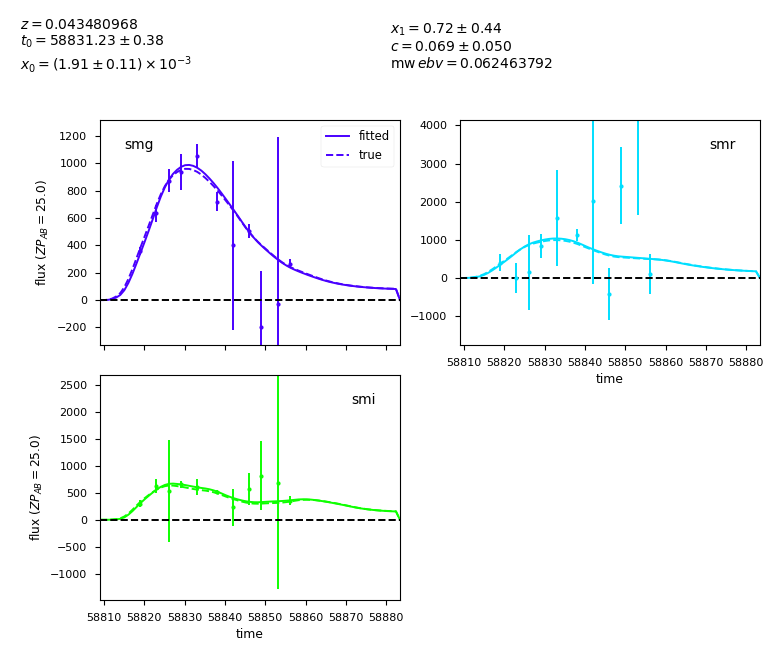 z = 0.043480968
t₀ = 58831.23 ± 0.38
x₀ = (1.91 ± 0.11) × 10⁻³
x₁ = 0.72 ± 0.44
c = 0.069 ± 0.050
mw ebv = 0.062463792
smg
fitted
true
1200
1000
800
600
400
200
0
−200
flux (ZP_AB = 25.0)
smr
4000
3000
2000
1000
0
−1000
58810 58820 58830 58840 58850 58860 58870 58880
time
smi
2500
2000
1500
1000
500
0
−500
−1000
flux (ZP_AB = 25.0)
58810 58820 58830 58840 58850 58860 58870 58880
time